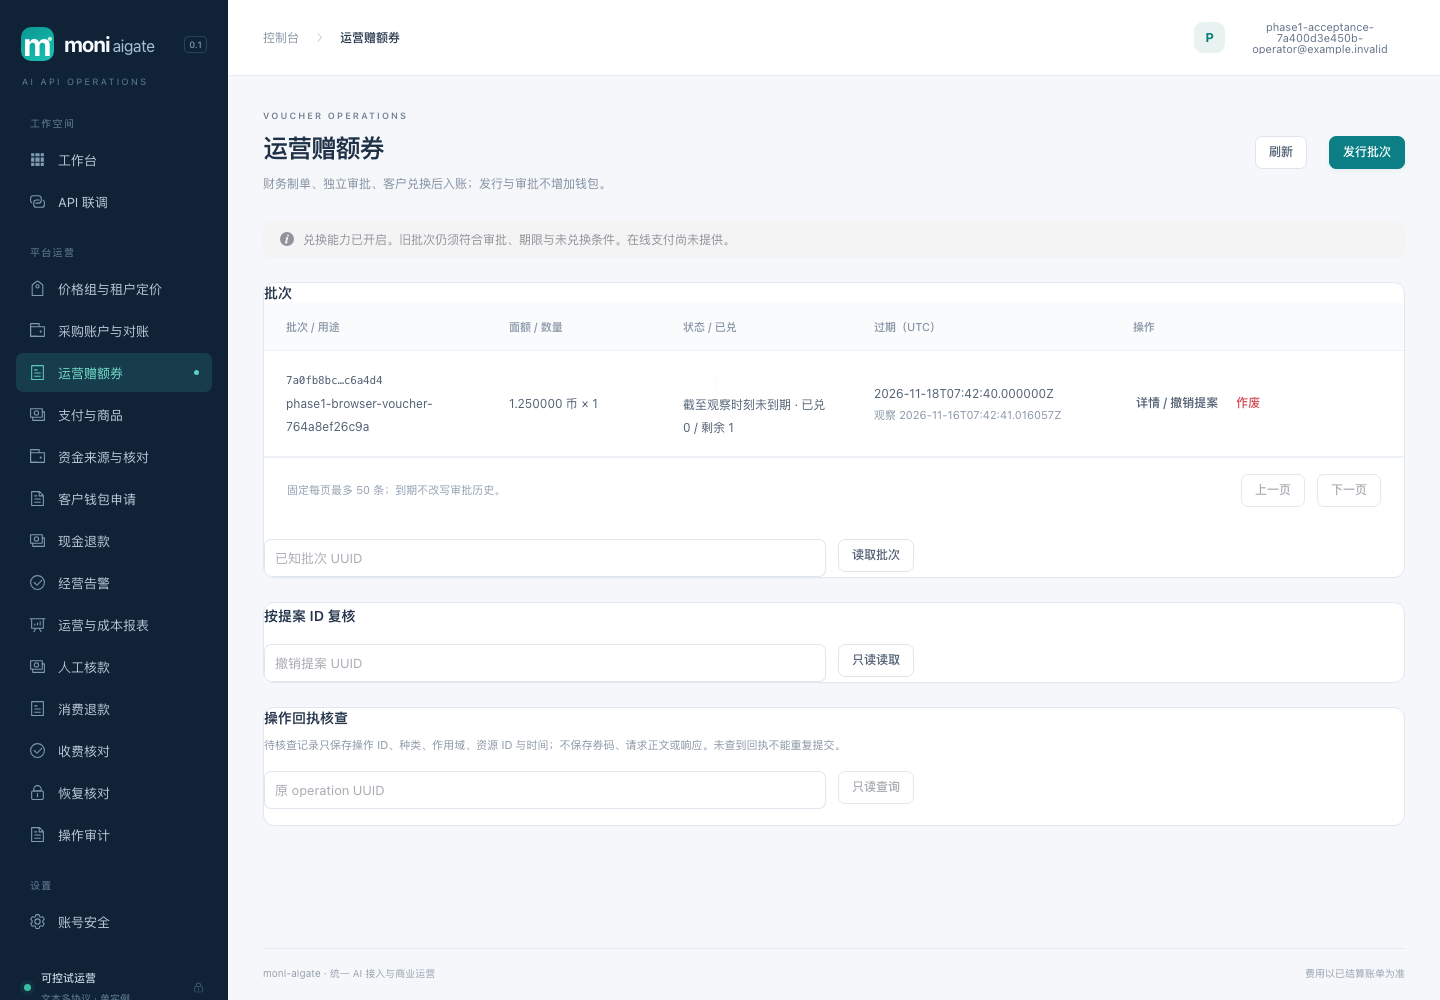 moni aigate 0.1
AI API OPERATIONS
工作空间
工作台
API 联调
平台运营
价格组与租户定价
采购账户与对账
运营赠额券
支付与商品
资金来源与核对
客户钱包申请
现金退款
经营告警
运营与成本报表
人工核款
消费退款
收费核对
恢复核对
操作审计
设置
账号安全
可控试运营
文本多协议 · 单实例
控制台
运营赠额券
P
phase1-acceptance-
7a400d3e450b-
operator@example.invalid
VOUCHER OPERATIONS
运营赠额券
财务制单、独立审批、客户兑换后入账；发行与审批不增加钱包。
刷新
发行批次
兑换能力已开启。旧批次仍须符合审批、期限与未兑换条件。在线支付尚未提供。
批次
批次 / 用途
面额 / 数量
状态 / 已兑
过期（UTC）
操作
7a0fb8bc…c6a4d4
phase1-browser-voucher-
764a8ef26c9a
1.250000 币 × 1
截至观察时刻未到期 · 已兑
0 / 剩余 1
2026-11-18T07:42:40.000000Z
观察 2026-11-16T07:42:41.016057Z
详情 / 撤销提案
作废
固定每页最多 50 条；到期不改写审批历史。
上一页
下一页
已知批次 UUID
读取批次
按提案 ID 复核
撤销提案 UUID
只读读取
操作回执核查
待核查记录只保存操作 ID、种类、作用域、资源 ID 与时间；不保存券码、请求正文或响应。未查到回执不能重复提交。
原 operation UUID
只读查询
moni-aigate · 统一 AI 接入与商业运营
费用以已结算账单为准